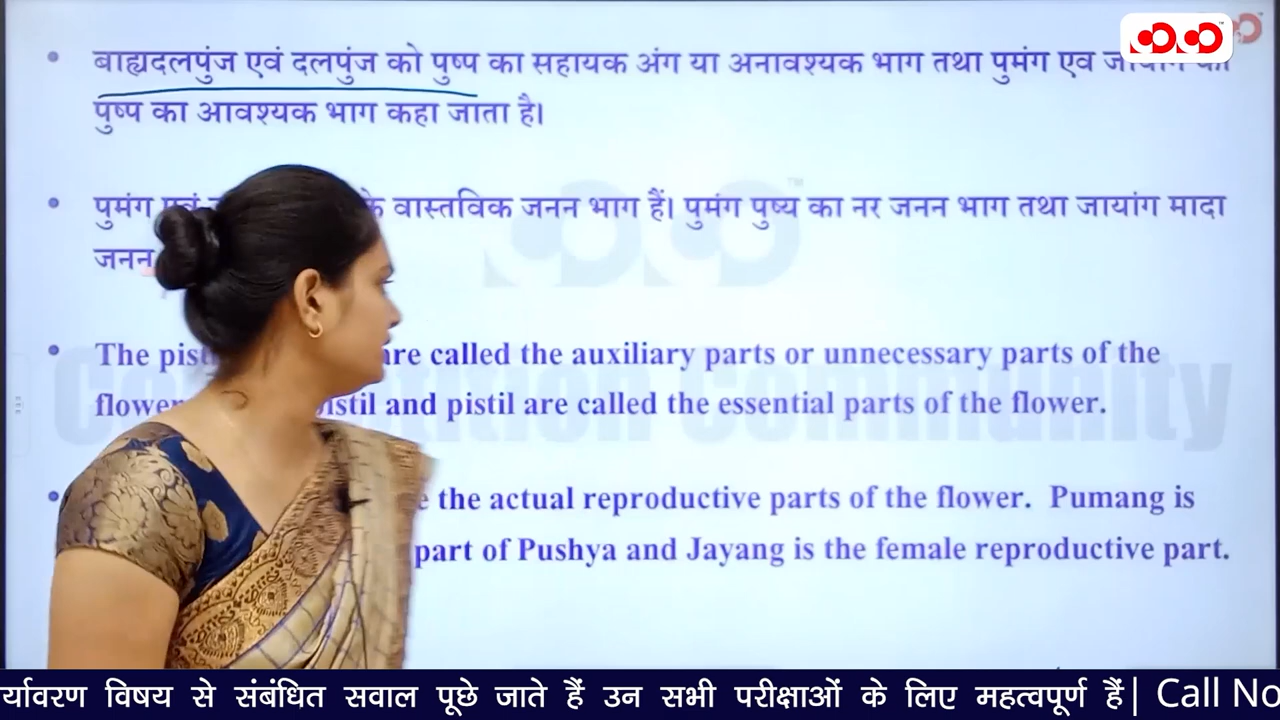 बाह्यदलपुंज एवं दलपुंज को पुष्प का सहायक अंग या अनावश्यक भाग तथा पुमंग एव
पुष्प का आवश्यक भाग कहा जाता है।
पुमंग के वास्तविक जनन भाग हैं। पुमंग पुष्य का नर जनन भाग तथा जायांग मादा
जनन
The are called the auxiliary parts or unnecessary parts of the
and pistil are called the essential parts of the flower.
the actual reproductive parts of the flower. Pumang is
part of Pushya and Jayang is the female reproductive part.
Community
र्यावरण विषय से संबंधित सवाल पूछे जाते हैं उन सभी परीक्षाओं के लिए महत्वपूर्ण हैं| Call No